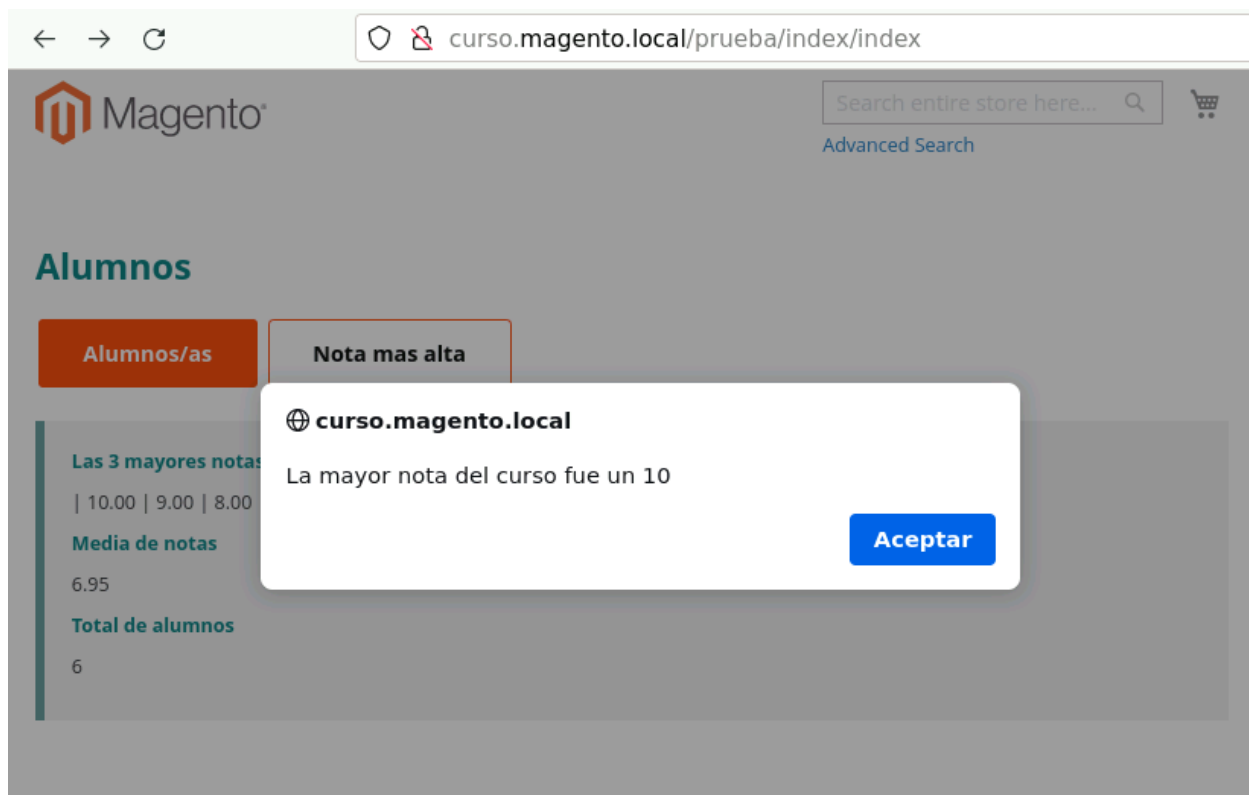 curso.magento.local/prueba/index/index
Magento
Search entire store here...
Advanced Search
Alumnos
Alumnos/as
Nota mas alta
curso.magento.local
La mayor nota del curso fue un 10
Aceptar
Las 3 mayores notas
| 10.00 | 9.00 | 8.00
Media de notas
6.95
Total de alumnos
6